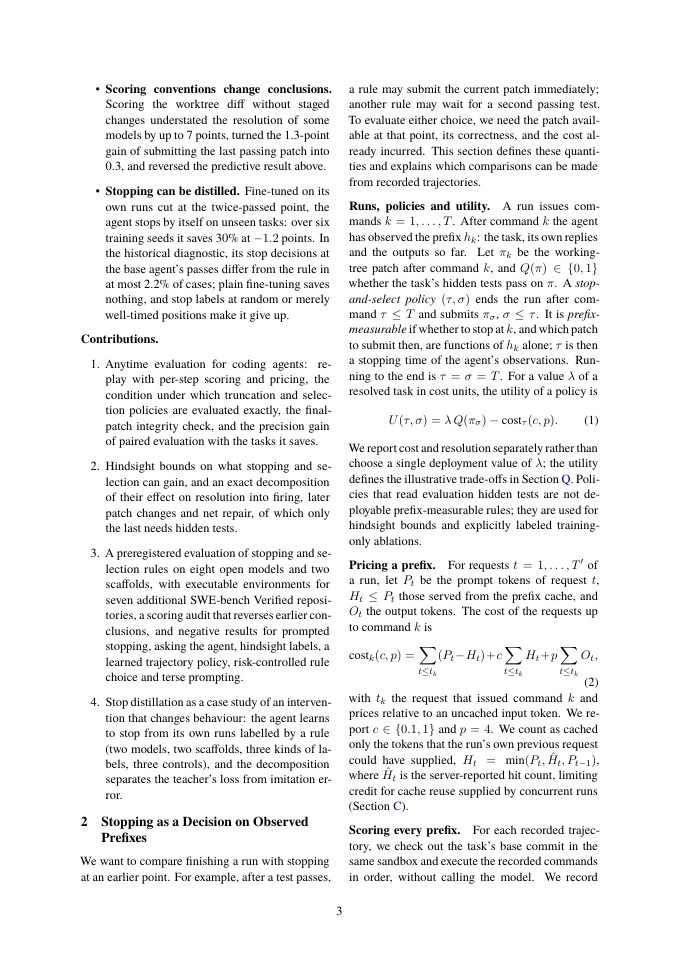 • Scoring conventions change conclusions.
Scoring the worktree diff without staged
changes understated the resolution of some
models by up to 7 points, turned the 1.3-point
gain of submitting the last passing patch into
0.3, and reversed the predictive result above.
• Stopping can be distilled. Fine-tuned on its
own runs cut at the twice-passed point, the
agent stops by itself on unseen tasks: over six
training seeds it saves 30% at −1.2 points. In
the historical diagnostic, its stop decisions at
the base agent's passes differ from the rule in
at most 2.2% of cases; plain fine-tuning saves
nothing, and stop labels at random or merely
well-timed positions make it give up.
Contributions.
1. Anytime evaluation for coding agents: re-
play with per-step scoring and pricing, the
condition under which truncation and selec-
tion policies are evaluated exactly, the final-
patch integrity check, and the precision gain
of paired evaluation with the tasks it saves.
2. Hindsight bounds on what stopping and se-
lection can gain, and an exact decomposition
of their effect on resolution into firing, later
patch changes and net repair, of which only
the last needs hidden tests.
3. A preregistered evaluation of stopping and se-
lection rules on eight open models and two
scaffolds, with executable environments for
seven additional SWE-bench Verified reposi-
tories, a scoring audit that reverses earlier con-
clusions, and negative results for prompted
stopping, asking the agent, hindsight labels, a
learned trajectory policy, risk-controlled rule
choice and terse prompting.
4. Stop distillation as a case study of an interven-
tion that changes behaviour: the agent learns
to stop from its own runs labelled by a rule
(two models, two scaffolds, three kinds of la-
bels, three controls), and the decomposition
separates the teacher's loss from imitation er-
ror.
2 Stopping as a Decision on Observed
Prefixes
We want to compare finishing a run with stopping
at an earlier point. For example, after a test passes,
a rule may submit the current patch immediately;
another rule may wait for a second passing test.
To evaluate either choice, we need the patch avail-
able at that point, its correctness, and the cost al-
ready incurred. This section defines these quanti-
ties and explains which comparisons can be made
from recorded trajectories.
Runs, policies and utility. A run issues com-
mands k = 1, . . . , T. After command k the agent
has observed the prefix hₖ: the task, its own replies
and the outputs so far. Let πₖ be the working-
tree patch after command k, and Q(π) ∈ {0, 1}
whether the task's hidden tests pass on π. A stop-
and-select policy (τ, σ) ends the run after com-
mand τ ≤ T and submits π_σ, σ ≤ τ. It is prefix-
measurable if whether to stop at k, and which patch
to submit then, are functions of hₖ alone; τ is then
a stopping time of the agent's observations. Run-
ning to the end is τ = σ = T. For a value λ of a
resolved task in cost units, the utility of a policy is
U(τ, σ) = λ Q(π_σ) − cost_τ(c, p). (1)
We report cost and resolution separately rather than
choose a single deployment value of λ; the utility
defines the illustrative trade-offs in Section Q. Poli-
cies that read evaluation hidden tests are not de-
ployable prefix-measurable rules; they are used for
hindsight bounds and explicitly labeled training-
only ablations.
Pricing a prefix. For requests t = 1, . . . , T′ of
a run, let Pₜ be the prompt tokens of request t,
Hₜ ≤ Pₜ those served from the prefix cache, and
Oₜ the output tokens. The cost of the requests up
to command k is
costₖ(c, p) = ∑_{t≤tₖ} (Pₜ−Hₜ)+c ∑_{t≤tₖ} Hₜ+p ∑_{t≤tₖ} Oₜ,
(2)
with tₖ the request that issued command k and
prices relative to an uncached input token. We re-
port c ∈ {0.1, 1} and p = 4. We count as cached
only the tokens that the run's own previous request
could have supplied, Hₜ = min(Pₜ, Ĥₜ, Pₜ₋₁),
where Ĥₜ is the server-reported hit count, limiting
credit for cache reuse supplied by concurrent runs
(Section C).
Scoring every prefix. For each recorded trajec-
tory, we check out the task's base commit in the
same sandbox and execute the recorded commands
in order, without calling the model. We record
3